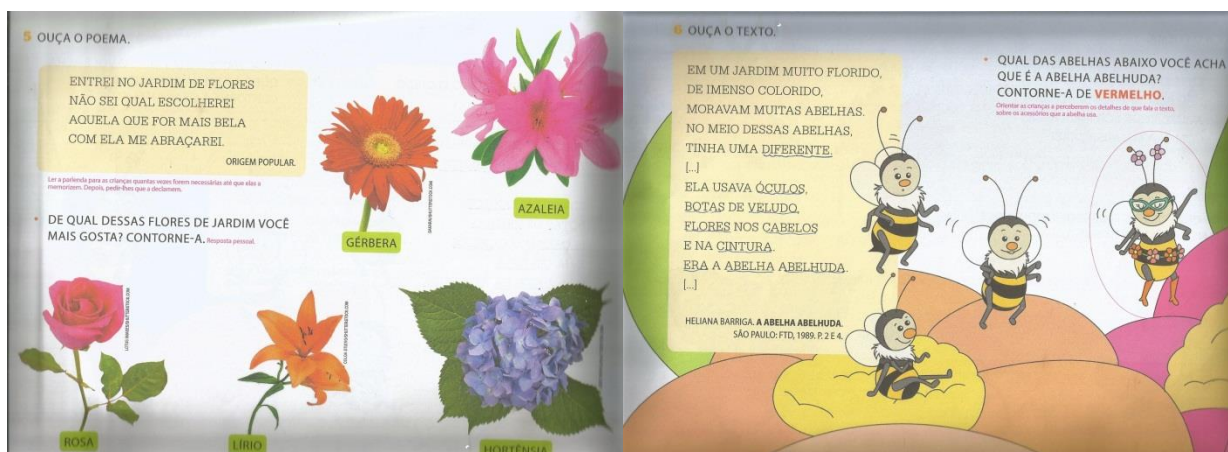 5 OUÇA O POEMA.
ENTREI NO JARDIM DE FLORES
NÃO SEI QUAL ESCOLHEREI
AQUELA QUE FOR MAIS BELA
COM ELA ME ABRAÇAREI.
ORIGEM POPULAR.
Ler a parlenda para as crianças quantas vezes forem necessárias até que elas a
memorizem. Depois, pedir-lhes que a declamem.
• DE QUAL DESSAS FLORES DE JARDIM VOCÊ
MAIS GOSTA? CONTORNE-A. Resposta pessoal.
GÉRBERA
AZALEIA
ROSA
LÍRIO
HORTÊNSIA
6 OUÇA O TEXTO.
EM UM JARDIM MUITO FLORIDO,
DE IMENSO COLORIDO,
MORAVAM MUITAS ABELHAS.
NO MEIO DESSAS ABELHAS,
TINHA UMA DIFERENTE.
[...]
ELA USAVA ÓCULOS,
BOTAS DE VELUDO,
FLORES NOS CABELOS
E NA CINTURA.
ERA A ABELHA ABELHUDA.
[...]
HELIANA BARRIGA. A ABELHA ABELHUDA.
SÃO PAULO: FTD, 1989. P. 2 E 4.
• QUAL DAS ABELHAS ABAIXO VOCÊ ACHA
QUE É A ABELHA ABELHUDA?
CONTORNE-A DE VERMELHO.
Orientar as crianças a perceberem os detalhes de que fala o texto,
sobre os acessórios que a abelha usa.